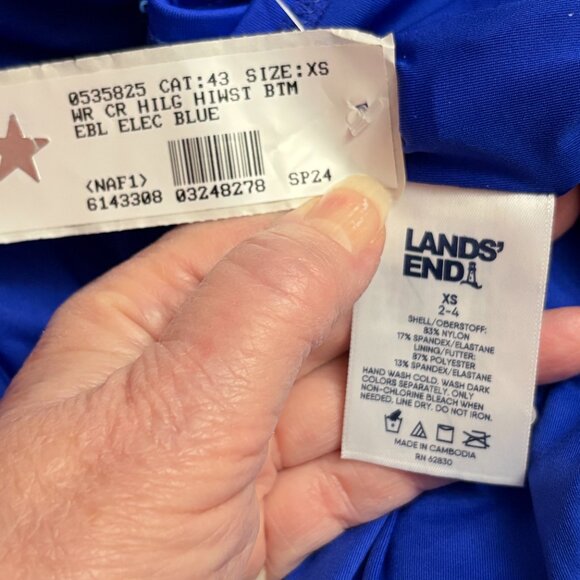 0535825 CAT:43 SIZE:XS
WR CR HILG HIWST BTM
EBL ELEC BLUE
<NAF1>
6143308 03248278 SP24
LANDS'
END
XS
2-4
SHELL/OBERSTOFF:
83% NYLON
17% SPANDEX/ELASTANE
LINING/FUTTER:
87% POLYESTER
13% SPANDEX/ELASTANE
HAND WASH COLD. WASH DARK
COLORS SEPARATELY. ONLY
NON-CHLORINE BLEACH WHEN
NEEDED. LINE DRY. DO NOT IRON.
MADE IN CAMBODIA
RN 62830